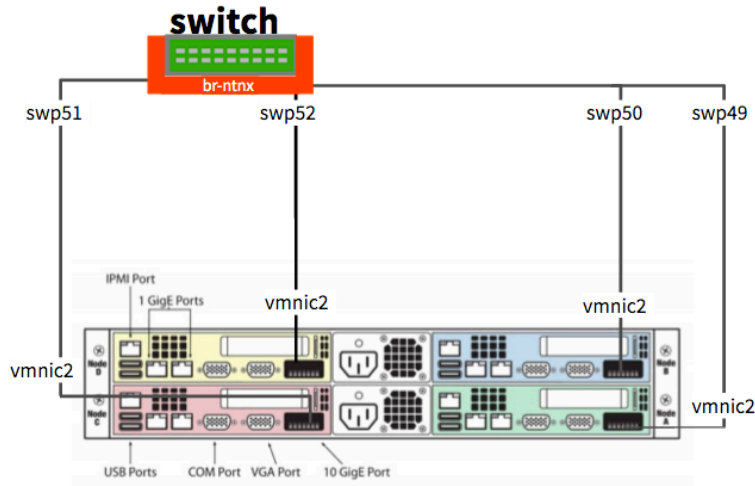 switch
br-ntnx
swp51
swp52
swp50
swp49
IPMI Port
1 GigE Ports
vmnic2
vmnic2
Node D
Node B
vmnic2
Node C
Node A
vmnic2
USB Ports
COM Port
VGA Port
10 GigE Port